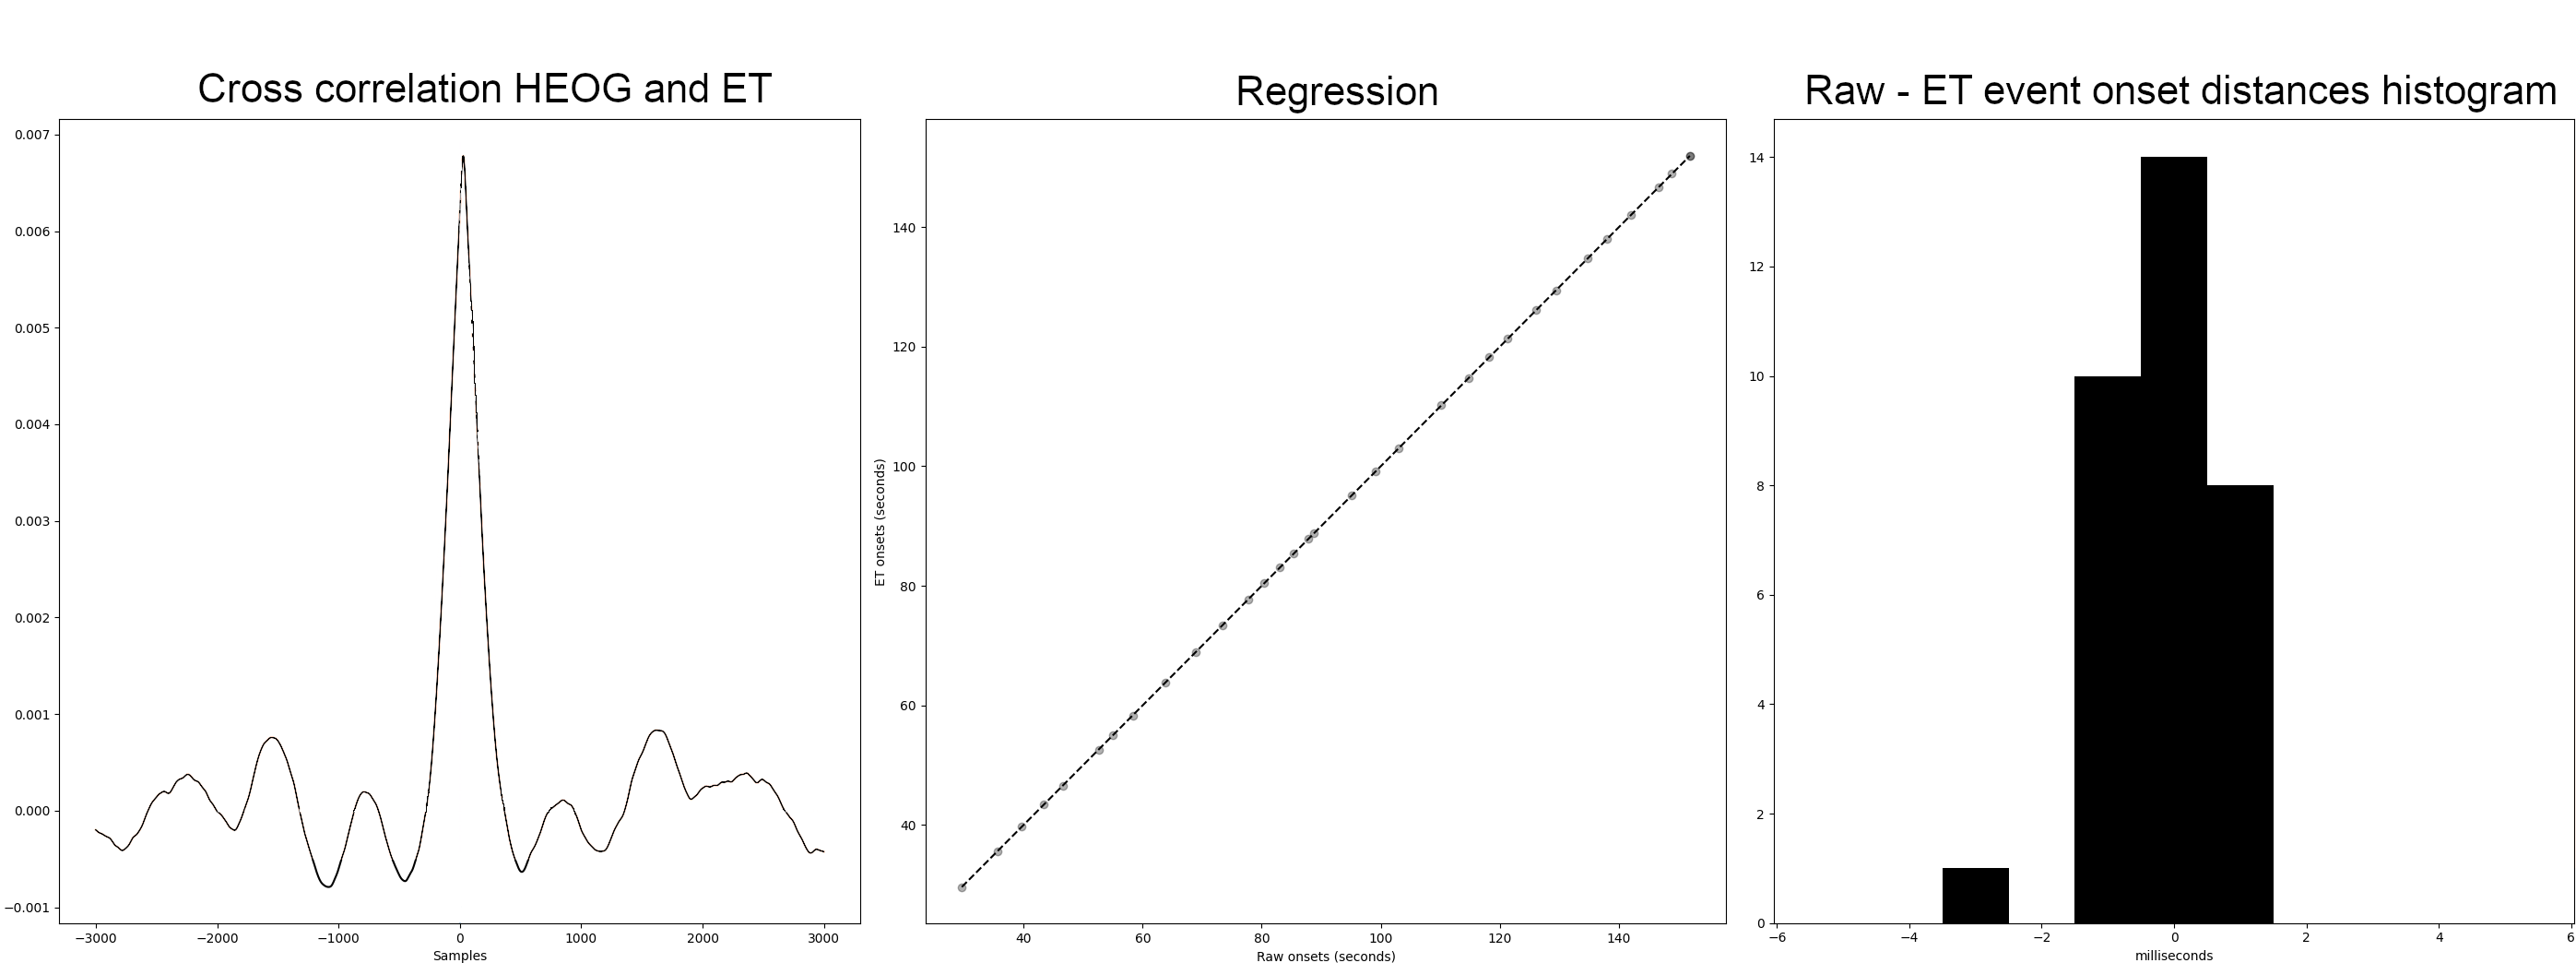 Cross correlation HEOG and ET
0.007
0.006
0.005
0.004
0.003
0.002
0.001
0.000
−0.001
−3000 −2000 −1000 0 1000 2000 3000
Samples
Regression
ET onsets (seconds)
140
120
100
80
60
40
40 60 80 100 120 140
Raw onsets (seconds)
Raw - ET event onset distances histogram
14
12
10
8
6
4
2
0
−6 −4 −2 0 2 4 6
milliseconds